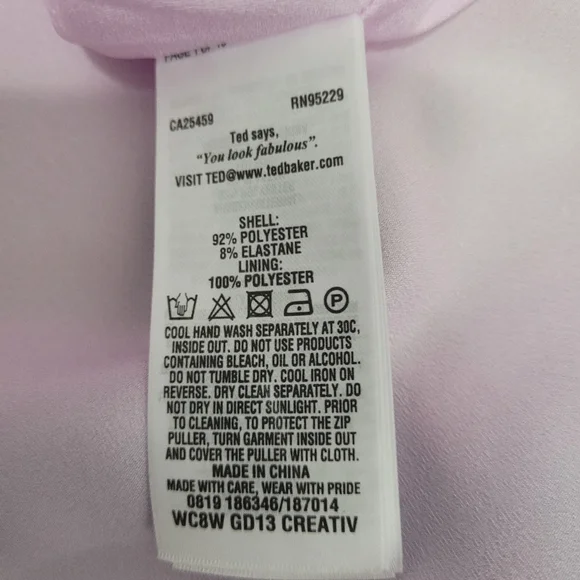 CA25459 RN95229
Ted says,
"You look fabulous".
VISIT TED@www.tedbaker.com
SHELL:
92% POLYESTER
8% ELASTANE
LINING:
100% POLYESTER
P
COOL HAND WASH SEPARATELY AT 30C,
INSIDE OUT. DO NOT USE PRODUCTS
CONTAINING BLEACH, OIL OR ALCOHOL.
DO NOT TUMBLE DRY. COOL IRON ON
REVERSE. DRY CLEAN SEPARATELY. DO
NOT DRY IN DIRECT SUNLIGHT. PRIOR
TO CLEANING, TO PROTECT THE ZIP
PULLER, TURN GARMENT INSIDE OUT
AND COVER THE PULLER WITH CLOTH.
MADE IN CHINA
MADE WITH CARE, WEAR WITH PRIDE
0819 186346/187014
WC8W GD13 CREATIV